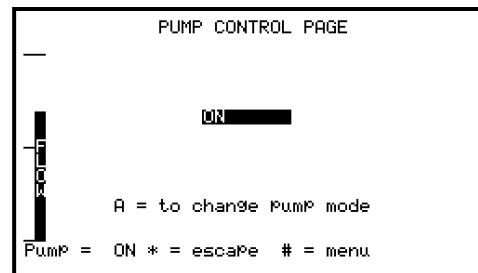 PUMP CONTROL PAGE
ON
FLOW
A = to change pump mode
Pump = ON * = escape # = menu